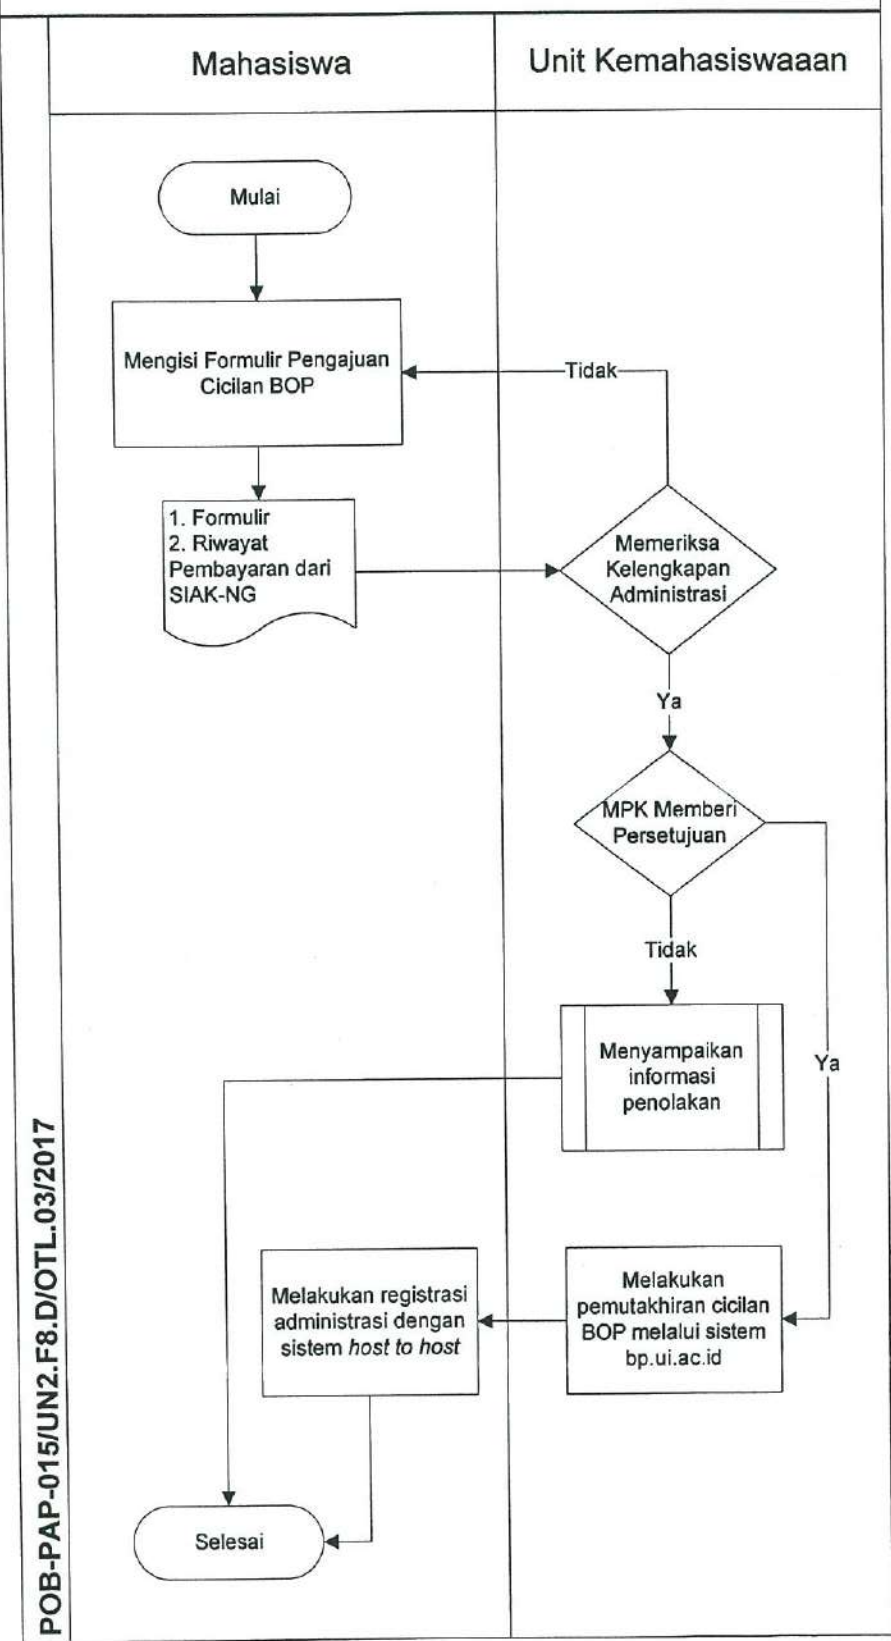 Mahasiswa
Unit Kemahasiswaaan
Mulai
Mengisi Formulir Pengajuan
Cicilan BOP
Tidak
1. Formulir
2. Riwayat
Pembayaran dari
SIAK-NG
Memeriksa
Kelengkapan
Administrasi
Ya
MPK Memberi
Persetujuan
Tidak
Menyampaikan
informasi
penolakan
Ya
Melakukan
pemutakhiran cicilan
BOP melalui sistem
bp.ui.ac.id
Melakukan registrasi
administrasi dengan
sistem host to host
Selesai
POB-PAP-015/UN2.F8.D/OTL.03/2017